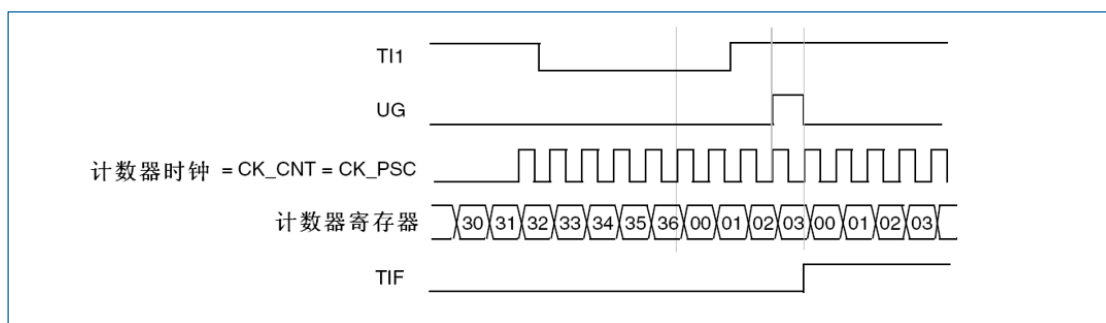 TI1
UG
计数器时钟 = CK_CNT = CK_PSC
计数器寄存器 30 31 32 33 34 35 36 00 01 02 03 00 01 02 03
TIF